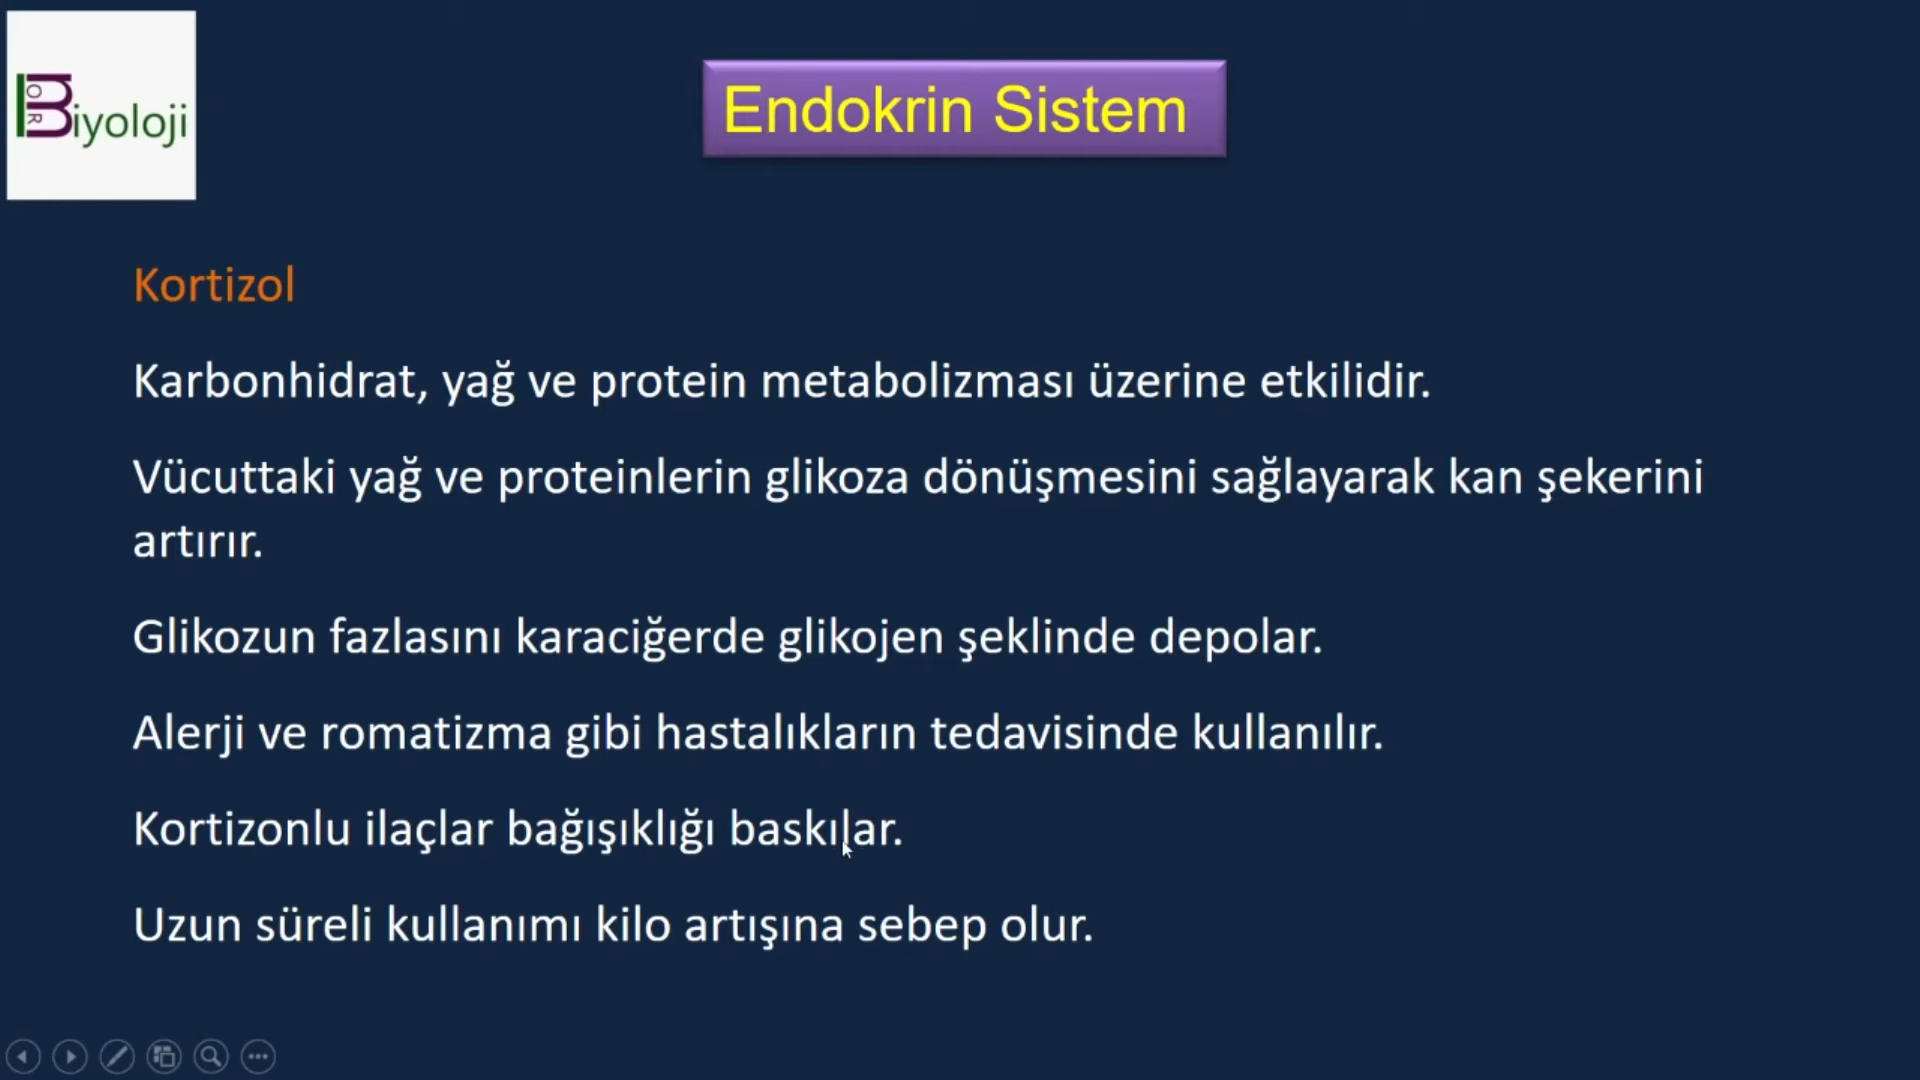 Biyoloji
Endokrin Sistem
Kortizol
Karbonhidrat, yağ ve protein metabolizması üzerine etkilidir.
Vücuttaki yağ ve proteinlerin glikoza dönüşmesini sağlayarak kan şekerini
artırır.
Glikozun fazlasını karaciğerde glikojen şeklinde depolar.
Alerji ve romatizma gibi hastalıkların tedavisinde kullanılır.
Kortizonlu ilaçlar bağışıklığı baskılar.
Uzun süreli kullanımı kilo artışına sebep olur.